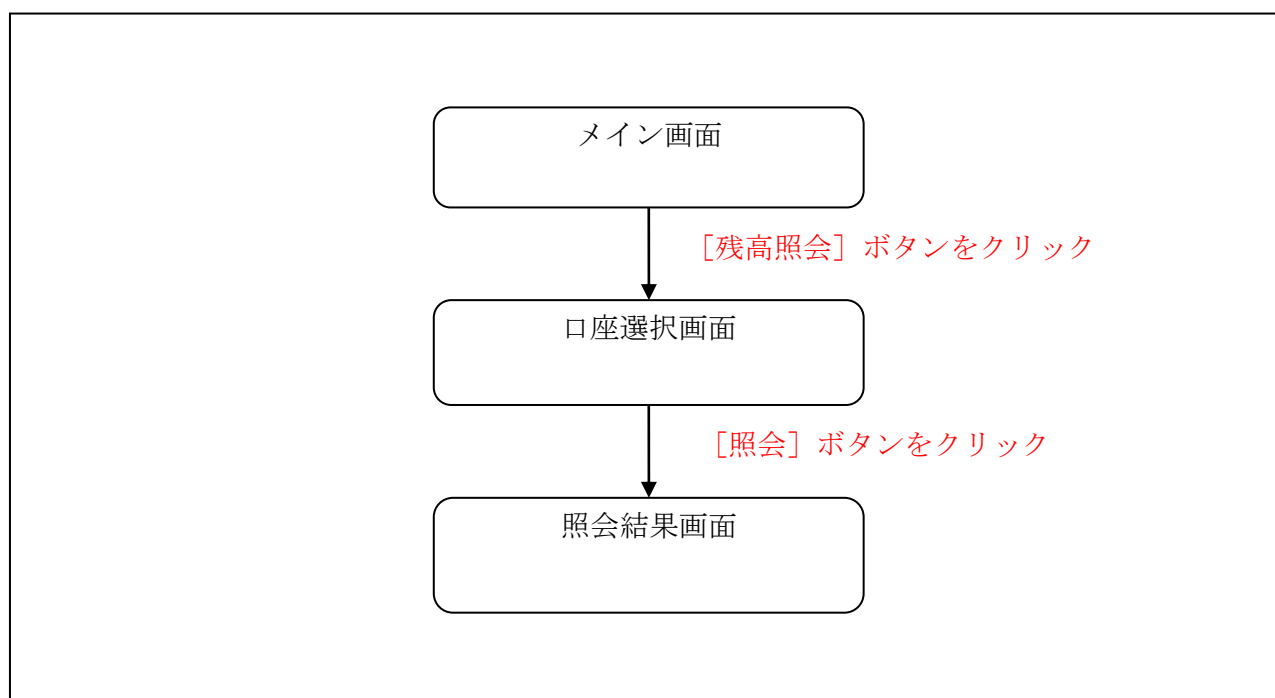 メイン画面
［残高照会］ボタンをクリック
口座選択画面
［照会］ボタンをクリック
照会結果画面